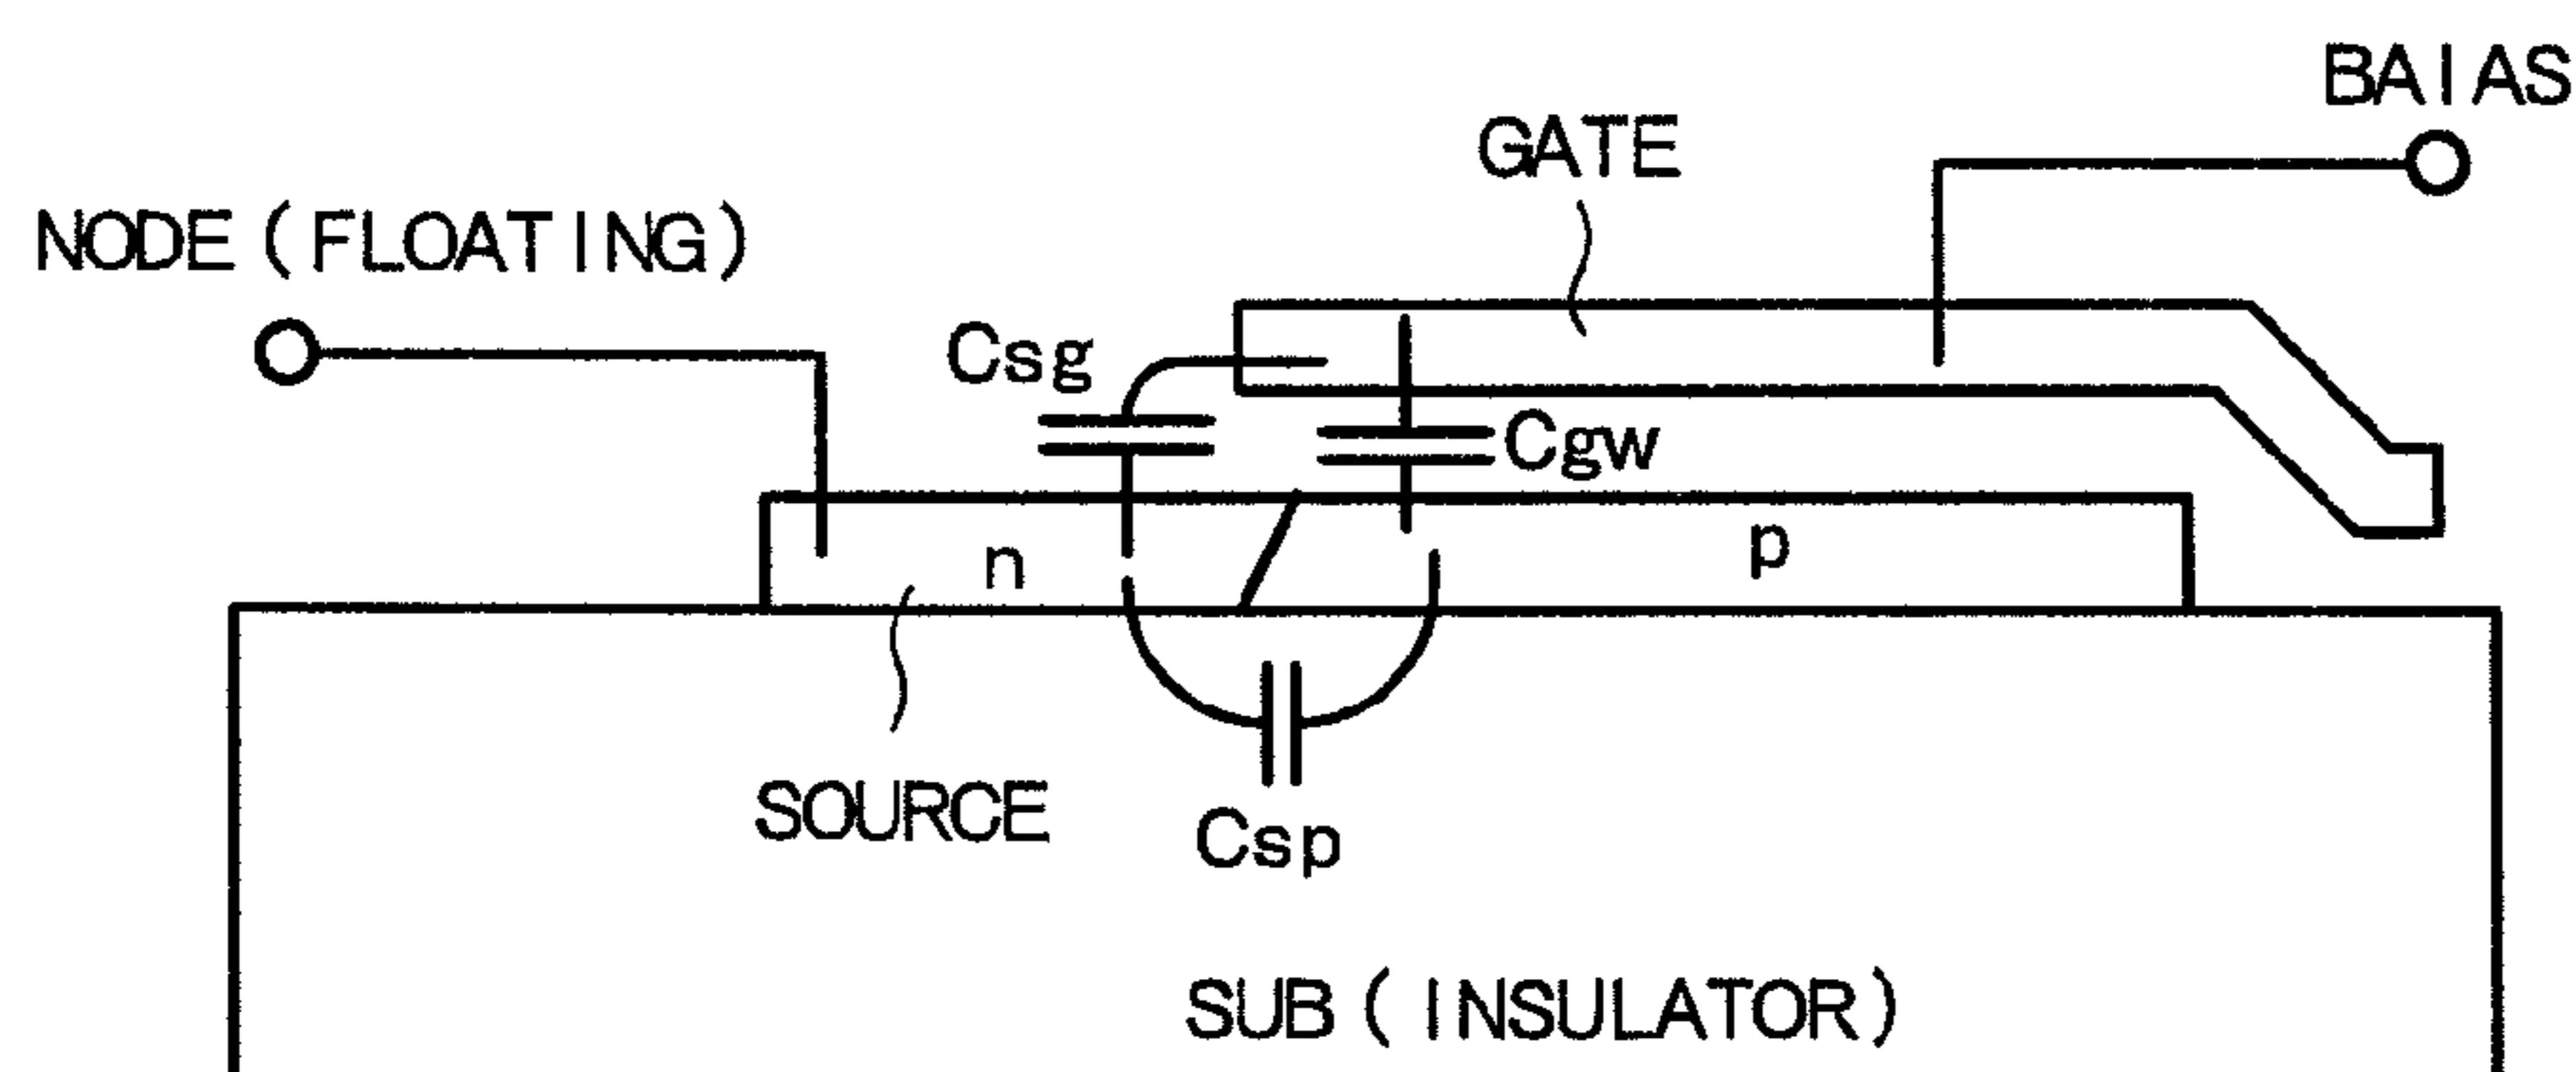 BAIAS
GATE
NODE (FLOATING)
Csg
Cgw
n
p
SOURCE
Csp
SUB (INSULATOR)